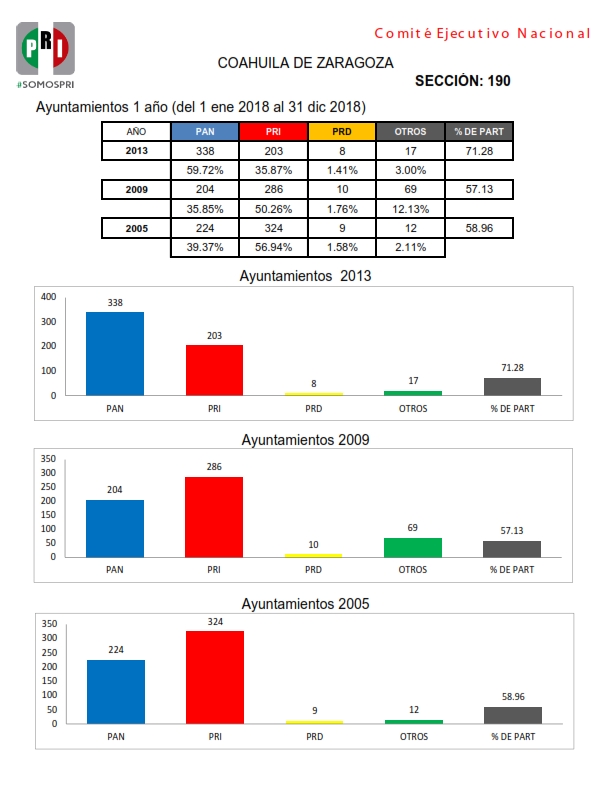 Comité Ejecutivo Nacional
PRI
#SOMOSPRI
COAHUILA DE ZARAGOZA
SECCIÓN: 190
Ayuntamientos 1 año (del 1 ene 2018 al 31 dic 2018)
AÑO PAN PRI PRD OTROS % DE PART
2013 338 203 8 17 71.28
59.72% 35.87% 1.41% 3.00%
2009 204 286 10 69 57.13
35.85% 50.26% 1.76% 12.13%
2005 224 324 9 12 58.96
39.37% 56.94% 1.58% 2.11%
Ayuntamientos 2013
400
300
200
100
0
338
203
8
17
71.28
PAN PRI PRD OTROS % DE PART
Ayuntamientos 2009
350
300
250
200
150
100
50
0
204
286
10
69
57.13
PAN PRI PRD OTROS % DE PART
Ayuntamientos 2005
350
300
250
200
150
100
50
0
224
324
9
12
58.96
PAN PRI PRD OTROS % DE PART